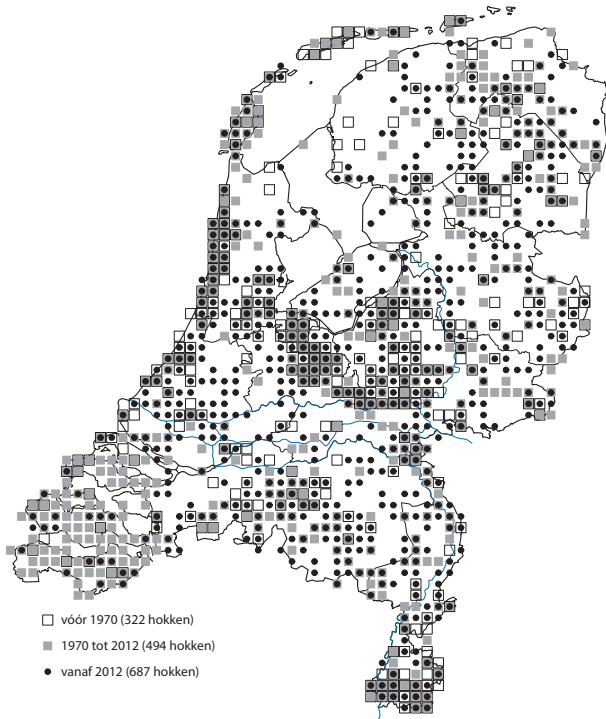 vóór 1970 (322 hokken)
1970 tot 2012 (494 hokken)
vanaf 2012 (687 hokken)